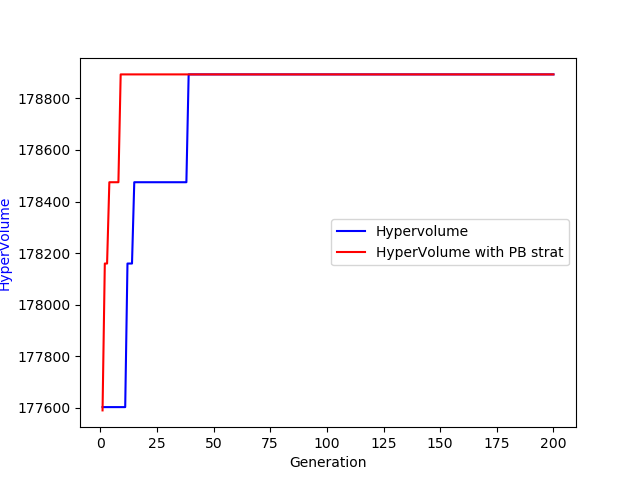 178800
178600
178400
178200
178000
177800
177600
HyperVolume
Hypervolume
HyperVolume with PB strat
0 25 50 75 100 125 150 175 200
Generation